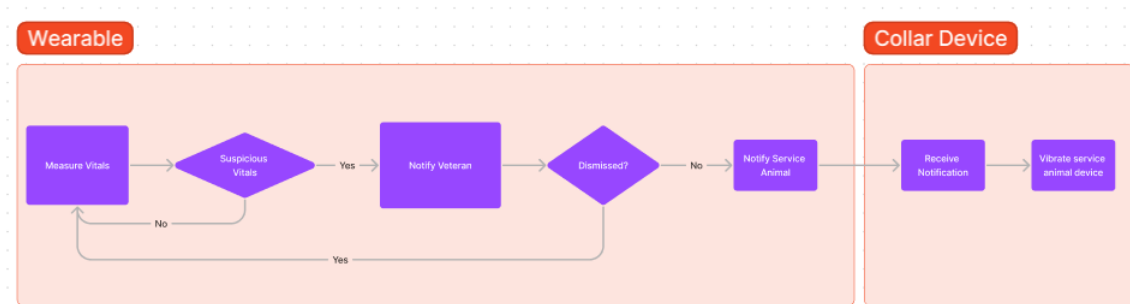 Wearable
Collar Device
Measure Vitals
Suspicious
Vitals
Yes
Notify Veteran
Dismissed?
No
Notify Service
Animal
Receive
Notification
Vibrate service
animal device
No
Yes